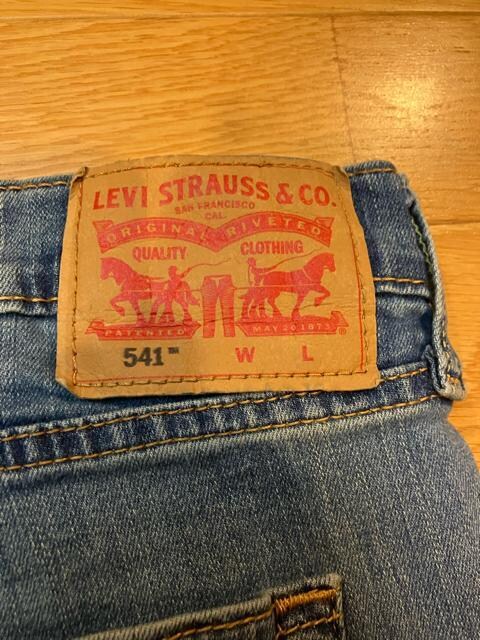 LEVI STRAUSS & CO.
SAN FRANCISCO
CAL.
ORIGINAL RIVETED
QUALITY CLOTHING
PATENTED MAY 20 1873 ®
541™ W L